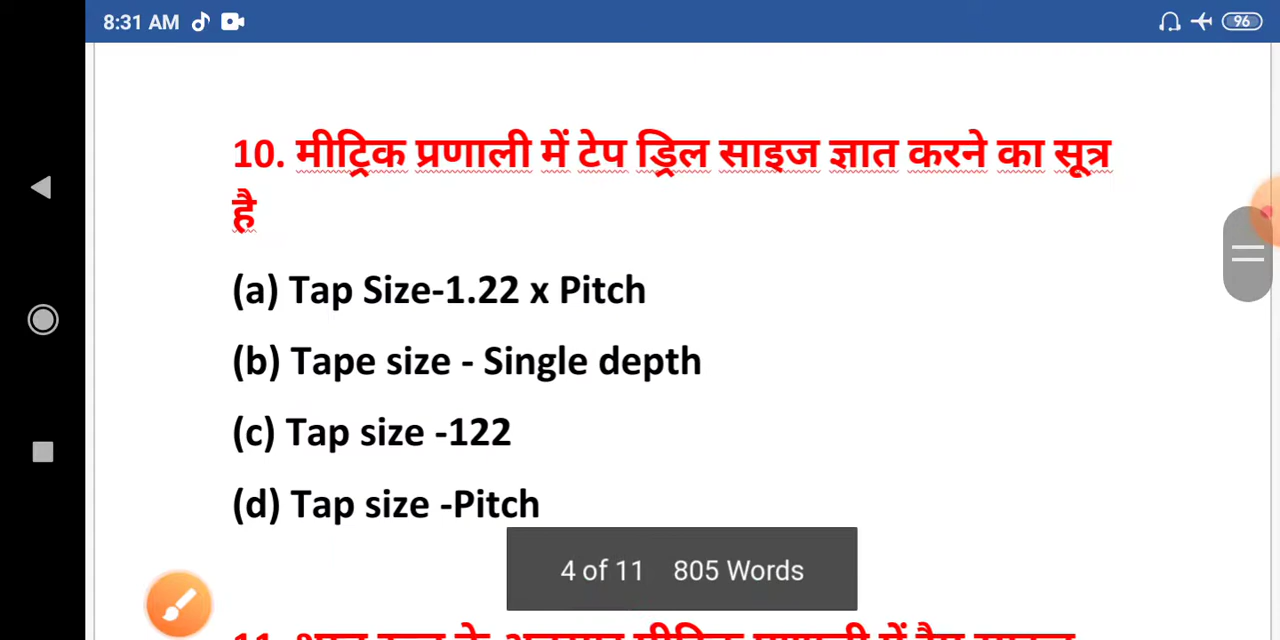 8:31 AM
96
10. मीट्रिक प्रणाली में टेप ड्रिल साइज ज्ञात करने का सूत्र
है
(a) Tap Size-1.22 x Pitch
(b) Tape size - Single depth
(c) Tap size -122
(d) Tap size -Pitch
4 of 11 805 Words